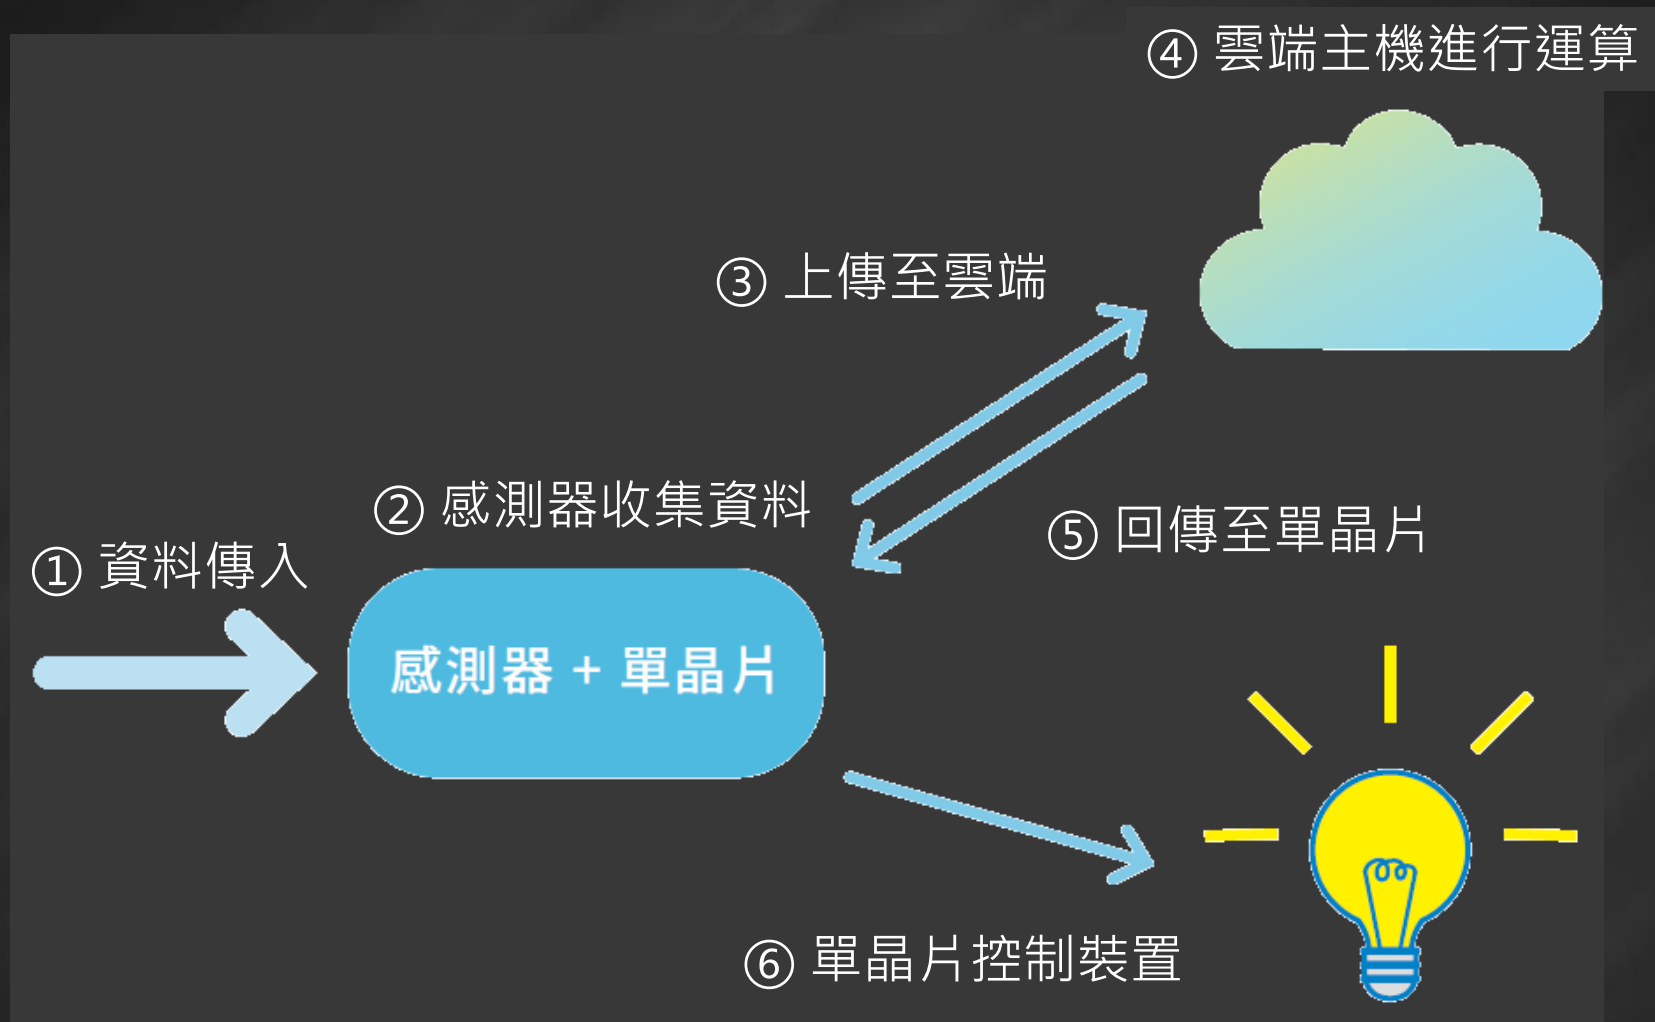 ④ 雲端主機進行運算
③ 上傳至雲端
② 感測器收集資料
⑤ 回傳至單晶片
① 資料傳入
感測器 + 單晶片
⑥ 單晶片控制裝置